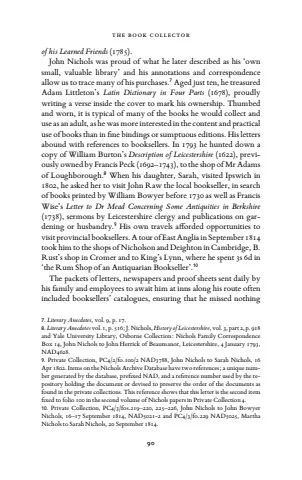 THE BOOK COLLECTOR
of his Learned Friends (1785).
John Nichols was proud of what he later described as his ‘own
small, valuable library’ and his annotations and correspondence
allow us to trace many of his purchases.7 Aged just ten, he treasured
Adam Littleton’s Latin Dictionary in Four Parts (1678), proudly
writing a verse inside the cover to mark his ownership. Thumbed
and worn, it is typical of many of the books he would collect and
use as an adult, as he was more interested in the content and practical
use of books than in fine bindings or sumptuous editions. His letters
abound with references to booksellers. In 1793 he hunted down a
copy of William Burton’s Description of Leicestershire (1622), previ-
ously owned by Francis Peck (1692–1743), to the shop of Mr Adams
of Loughborough.8 When his daughter, Sarah, visited Ipswich in
1802, he asked her to visit John Raw the local bookseller, in search
of books printed by William Bowyer before 1730 as well as Francis
Wise’s Letter to Dr Mead Concerning Some Antiquities in Berkshire
(1738), sermons by Leicestershire clergy and publications on gar-
dening or husbandry.9 His own travels afforded opportunities to
visit provincial booksellers. A tour of East Anglia in September 1814
took him to the shops of Nicholson and Deighton in Cambridge, B.
Rust’s shop in Cromer and to King’s Lynn, where he spent 3s 6d in
‘the Rum Shop of an Antiquarian Bookseller’.10
The packets of letters, newspapers and proof sheets sent daily by
his family and employees to await him at inns along his route often
included booksellers’ catalogues, ensuring that he missed nothing
7. Literary Anecdotes, vol. 9, p. 17.
8. Literary Anecdotes vol. 1, p. 516; J. Nichols, History of Leicestershire, vol. 3, part 2, p. 918
and Yale University Library, Osborne Collection: Nichols Family Correspondence
Box 14, John Nichols to John Herrick of Beaumanor, Leicestershire, 4 January 1793,
NAD4628.
9. Private Collection, PC4/2/fo.100/2 NAD5788, John Nichols to Sarah Nichols, 16
Apr 1802. Items on the Nichols Archive Database have two references; a unique num-
ber generated by the database, prefixed NAD, and a reference number used by the re-
pository holding the document or devised to preserve the order of the documents as
found in the private collections. This reference shows that this letter is the second item
fixed to folio 100 in the second volume of Nichols papers in Private Collection 4.
10. Private Collection, PC4/3/fos.219–220, 225–226, John Nichols to John Bowyer
Nichols, 16–17 September 1814, NAD5021–2 and PC4/3/fo.229 NAD5025, Martha
Nichols to Sarah Nichols, 20 September 1814.
90